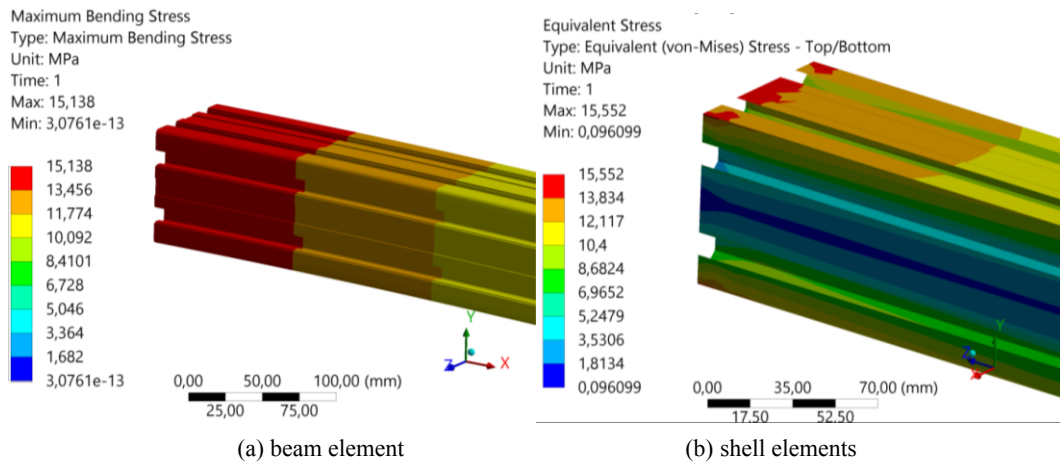 Maximum Bending Stress
Type: Maximum Bending Stress
Unit: MPa
Time: 1
Max: 15,138
Min: 3,0761e-13
15,138
13,456
11,774
10,092
8,4101
6,728
5,046
3,364
1,682
3,0761e-13
Y
Z
X
0,00
50,00
100,00 (mm)
25,00
75,00
(a) beam element
Equivalent Stress
Type: Equivalent (von-Mises) Stress - Top/Bottom
Unit: MPa
Time: 1
Max: 15,552
Min: 0,096099
15,552
13,834
12,117
10,4
8,6824
6,9652
5,2479
3,5306
1,8134
0,096099
Y
Z
0,00
35,00
70,00 (mm)
17,50
52,50
(b) shell elements